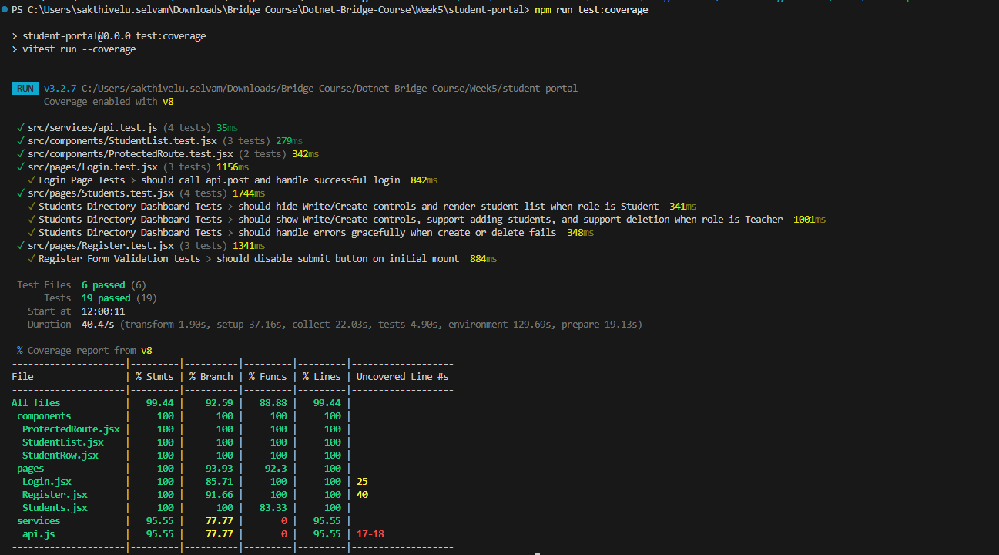 PS C:\Users\sakthivelu.selvam\Downloads\Bridge Course\Dotnet-Bridge-Course\Week5\student-portal> npm run test:coverage
> student-portal@0.0.0 test:coverage
> vitest run --coverage
RUN v3.2.7 C:/Users/sakthivelu.selvam/Downloads/Bridge Course/Dotnet-Bridge-Course/Week5/student-portal
Coverage enabled with v8
✓ src/services/api.test.js (4 tests) 35ms
✓ src/components/StudentList.test.jsx (3 tests) 279ms
✓ src/components/ProtectedRoute.test.jsx (2 tests) 342ms
✓ src/pages/Login.test.jsx (3 tests) 1156ms
✓ Login Page Tests > should call api.post and handle successful login 842ms
✓ src/pages/Students.test.jsx (4 tests) 1744ms
✓ Students Directory Dashboard Tests > should hide Write/Create controls and render student list when role is Student 341ms
✓ Students Directory Dashboard Tests > should show Write/Create controls, support adding students, and support deletion when role is Teacher 1001ms
✓ Students Directory Dashboard Tests > should handle errors gracefully when create or delete fails 348ms
✓ src/pages/Register.test.jsx (3 tests) 1341ms
✓ Register Form Validation tests > should disable submit button on initial mount 884ms
Test Files 6 passed (6)
Tests 19 passed (19)
Start at 12:00:11
Duration 40.47s (transform 1.90s, setup 37.16s, collect 22.03s, tests 4.90s, environment 129.69s, prepare 19.13s)
% Coverage report from v8
---------------------|---------|----------|---------|---------|-------------------
File | % Stmts | % Branch | % Funcs | % Lines | Uncovered Line #s
---------------------|---------|----------|---------|---------|-------------------
All files | 99.44 | 92.59 | 88.88 | 99.44 |
components | 100 | 100 | 100 | 100 |
ProtectedRoute.jsx | 100 | 100 | 100 | 100 |
StudentList.jsx | 100 | 100 | 100 | 100 |
StudentRow.jsx | 100 | 100 | 100 | 100 |
pages | 100 | 93.93 | 92.3 | 100 |
Login.jsx | 100 | 85.71 | 100 | 100 | 25
Register.jsx | 100 | 91.66 | 100 | 100 | 40
Students.jsx | 100 | 100 | 83.33 | 100 |
services | 95.55 | 77.77 | 0 | 95.55 |
api.js | 95.55 | 77.77 | 0 | 95.55 | 17-18
---------------------|---------|----------|---------|---------|-------------------